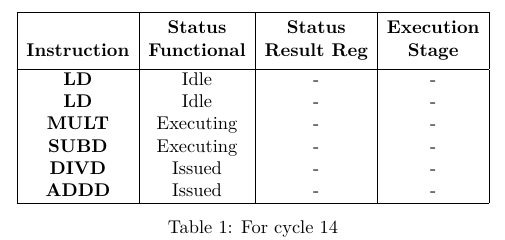 Instruction Status Functional Status Result Reg Execution Stage
LD Idle - -
LD Idle - -
MULT Executing - -
SUBD Executing - -
DIVD Issued - -
ADDD Issued - -
Table 1: For cycle 14